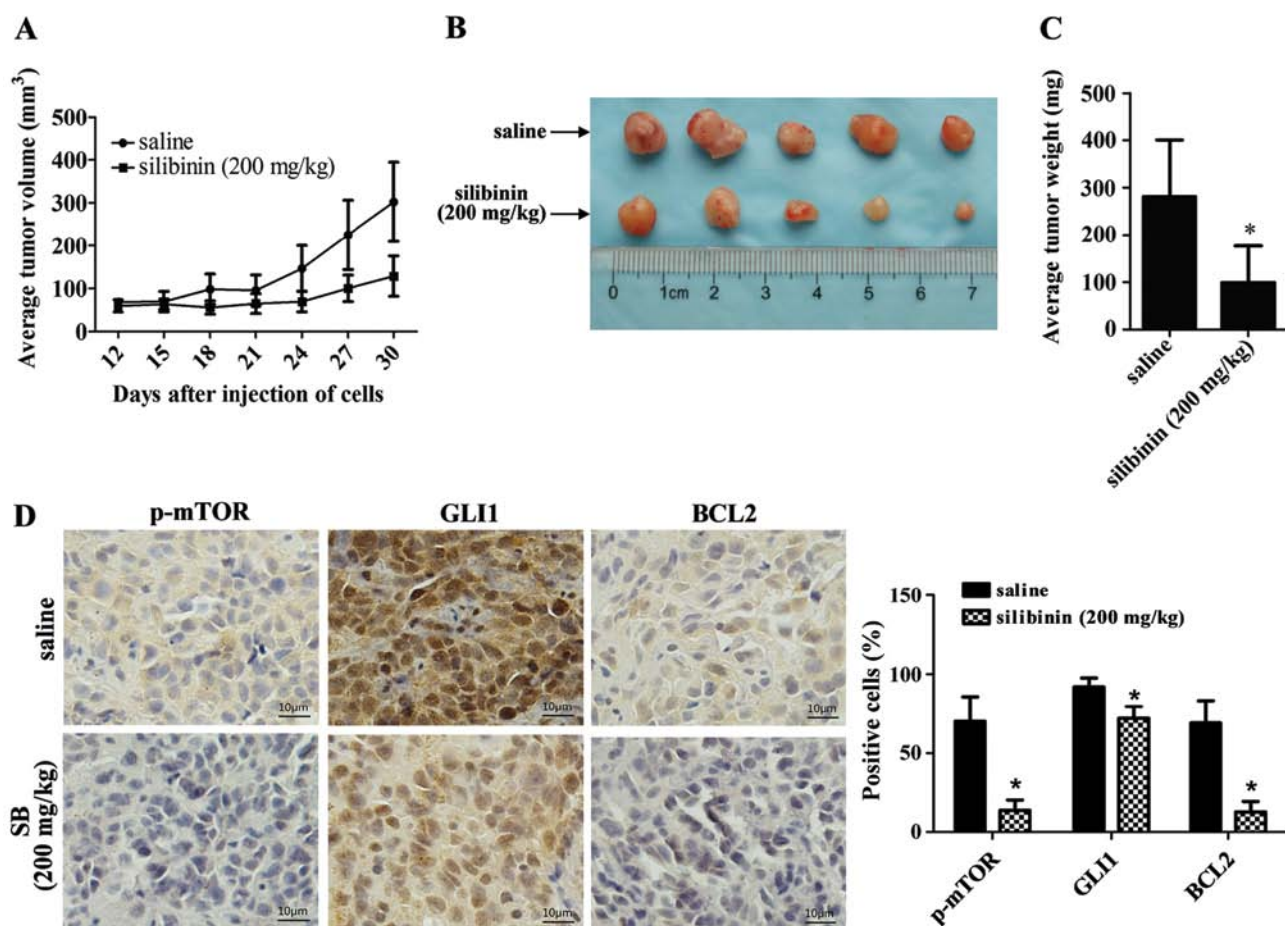 A
Average tumor volume (mm³)
500
400
300
200
100
0
saline
silibinin (200 mg/kg)
12
15
18
21
24
27
30
Days after injection of cells
B
saline
silibinin
(200 mg/kg)
0 1cm 2 3 4 5 6 7
C
Average tumor weight (mg)
500
400
300
200
100
0
*
saline
silibinin (200 mg/kg)
D
p-mTOR GLI1 BCL2
saline
10μm 10μm 10μm
SB
(200 mg/kg)
10μm 10μm 10μm
Positive cells (%)
150
100
50
0
saline
silibinin (200 mg/kg)
* * *
p-mTOR
GLI1
BCL2